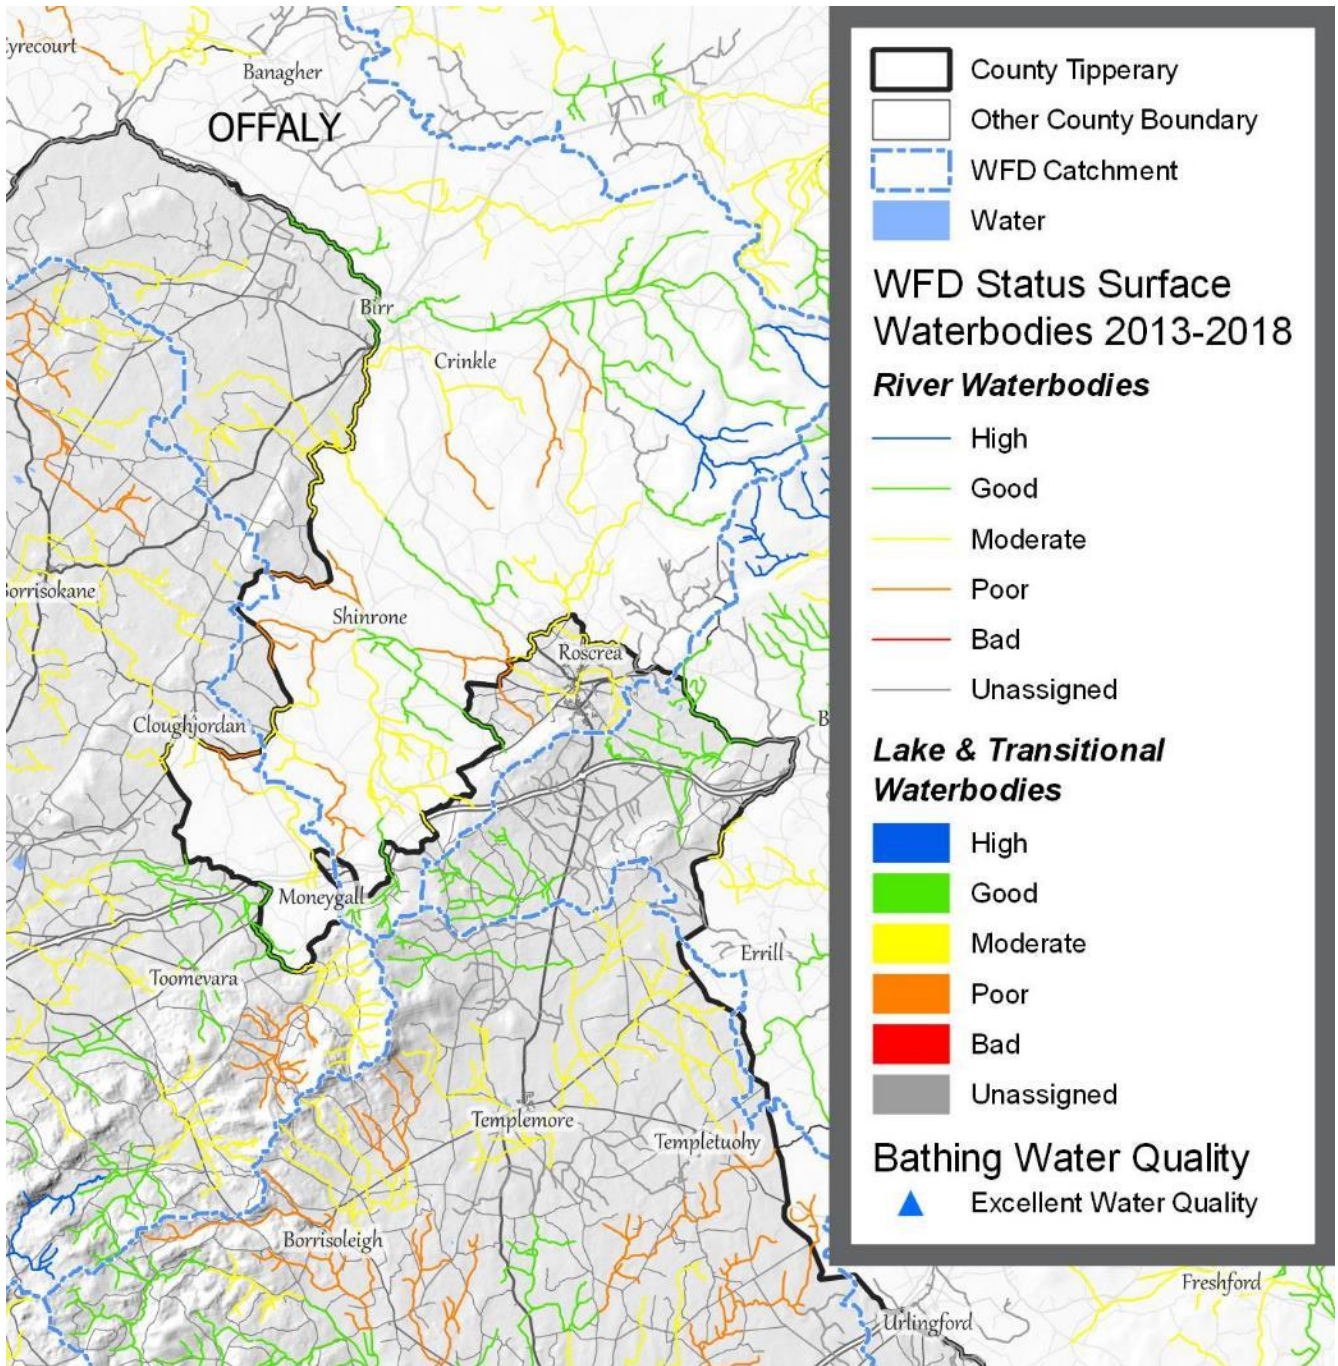 yrecourt
Banagher
OFFALY
Birr
Crinkle
Borrisokane
Shinrone
Roscrea
Cloughjordan
B
Moneygall
Toomevara
Errill
Templemore
Templetuohy
Borrisoleigh
Freshford
Urlingford
County Tipperary
Other County Boundary
WFD Catchment
Water
WFD Status Surface
Waterbodies 2013-2018
River Waterbodies
High
Good
Moderate
Poor
Bad
Unassigned
Lake & Transitional
Waterbodies
High
Good
Moderate
Poor
Bad
Unassigned
Bathing Water Quality
Excellent Water Quality